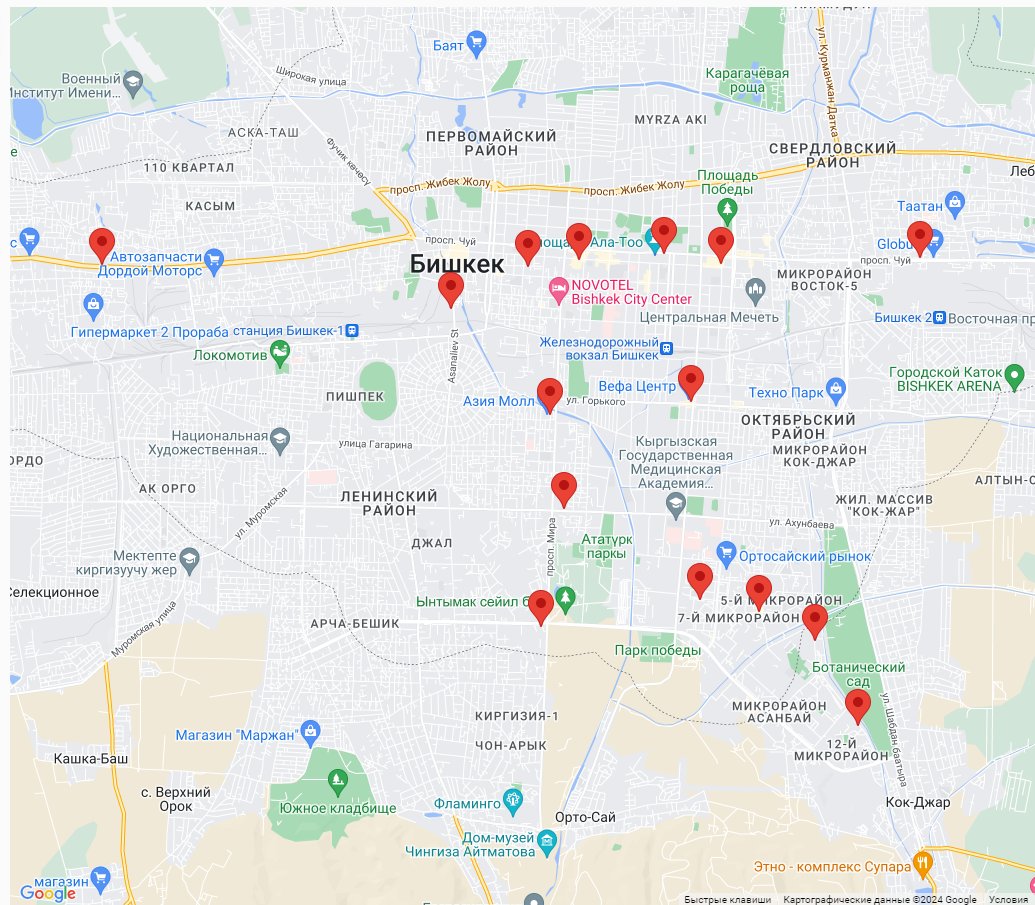 Баят
Военный
Институт Имени...
Широкая улица
Карагачёвая
роща
ул. Курманжан Датка
MYRZA AKI
АСКА-ТАШ
ПЕРВОМАЙСКИЙ
РАЙОН
Фучик көчөсү
СВЕРДЛОВСКИЙ
РАЙОН
110 КВАРТАЛ
Леб
просп. Жибек Жолу
просп. Жибек Жолу
Площадь
Победы
КАСЫМ
Таатан
с
просп. Чуй
Ала-Тоо
Globu
Автозапчасти
Дордой Моторс
Бишкек
просп. Чуй
МИКРОРАЙОН
ВОСТОК-5
NOVOTEL
Bishkek City Center
Центральная Мечеть
Гипермаркет 2 Прораба
станция Бишкек-1
Бишкек 2
Восточная пр
Железнодорожный
вокзал Бишкек
Локомотив
Asanaliev St
Городской Каток
BISHKEK ARENA
Вефа Центр
Техно Парк
ПИШПЕК
Азия Молл
ул. Горького
ОКТЯБРЬСКИЙ
РАЙОН
Национальная
Художественная...
улица Гагарина
Кыргызская
Государственная
Медицинская
Академия...
МИКРОРАЙОН
КОК-ДЖАР
ОРДО
АК ОРГО
АЛТЫН-О
ул. Муромской
ЛЕНИНСКИЙ
РАЙОН
ЖИЛ. МАССИВ
"КОК-ЖАР"
ул. Ахунбаева
ДЖАЛ
просп. Мира
Ататүрк
паркы
Мектепте
киргизуучу жер
Ортосайский рынок
Селекционное
Ынтымак сейил б
5-Й МИКРОРАЙОН
7-Й МИКРОРАЙОН
АРЧА-БЕШИК
Муромская улица
Парк победы
Ботанический
сад
КИРГИЗИЯ-1
МИКРОРАЙОН
АСАНБАЙ
ул. Шабдан баатыра
Магазин "Маржан"
ЧОН-АРЫК
12-Й
МИКРОРАЙОН
Кашка-Баш
с. Верхний
Орок
Южное кладбище
Фламинго
Орто-Сай
Кок-Джар
Дом-музей
Чингиза Айтматова
Этно - комплекс Супара
магазин
Google
Быстрые клавиши
Картографические данные ©2024 Google
Условия